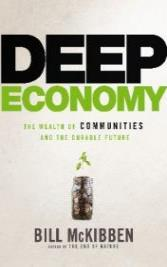 DEEP
ECONOMY
THE WEALTH OF COMMUNITIES
AND THE DURABLE FUTURE
BILL McKIBBEN
AUTHOR OF THE END OF NATURE